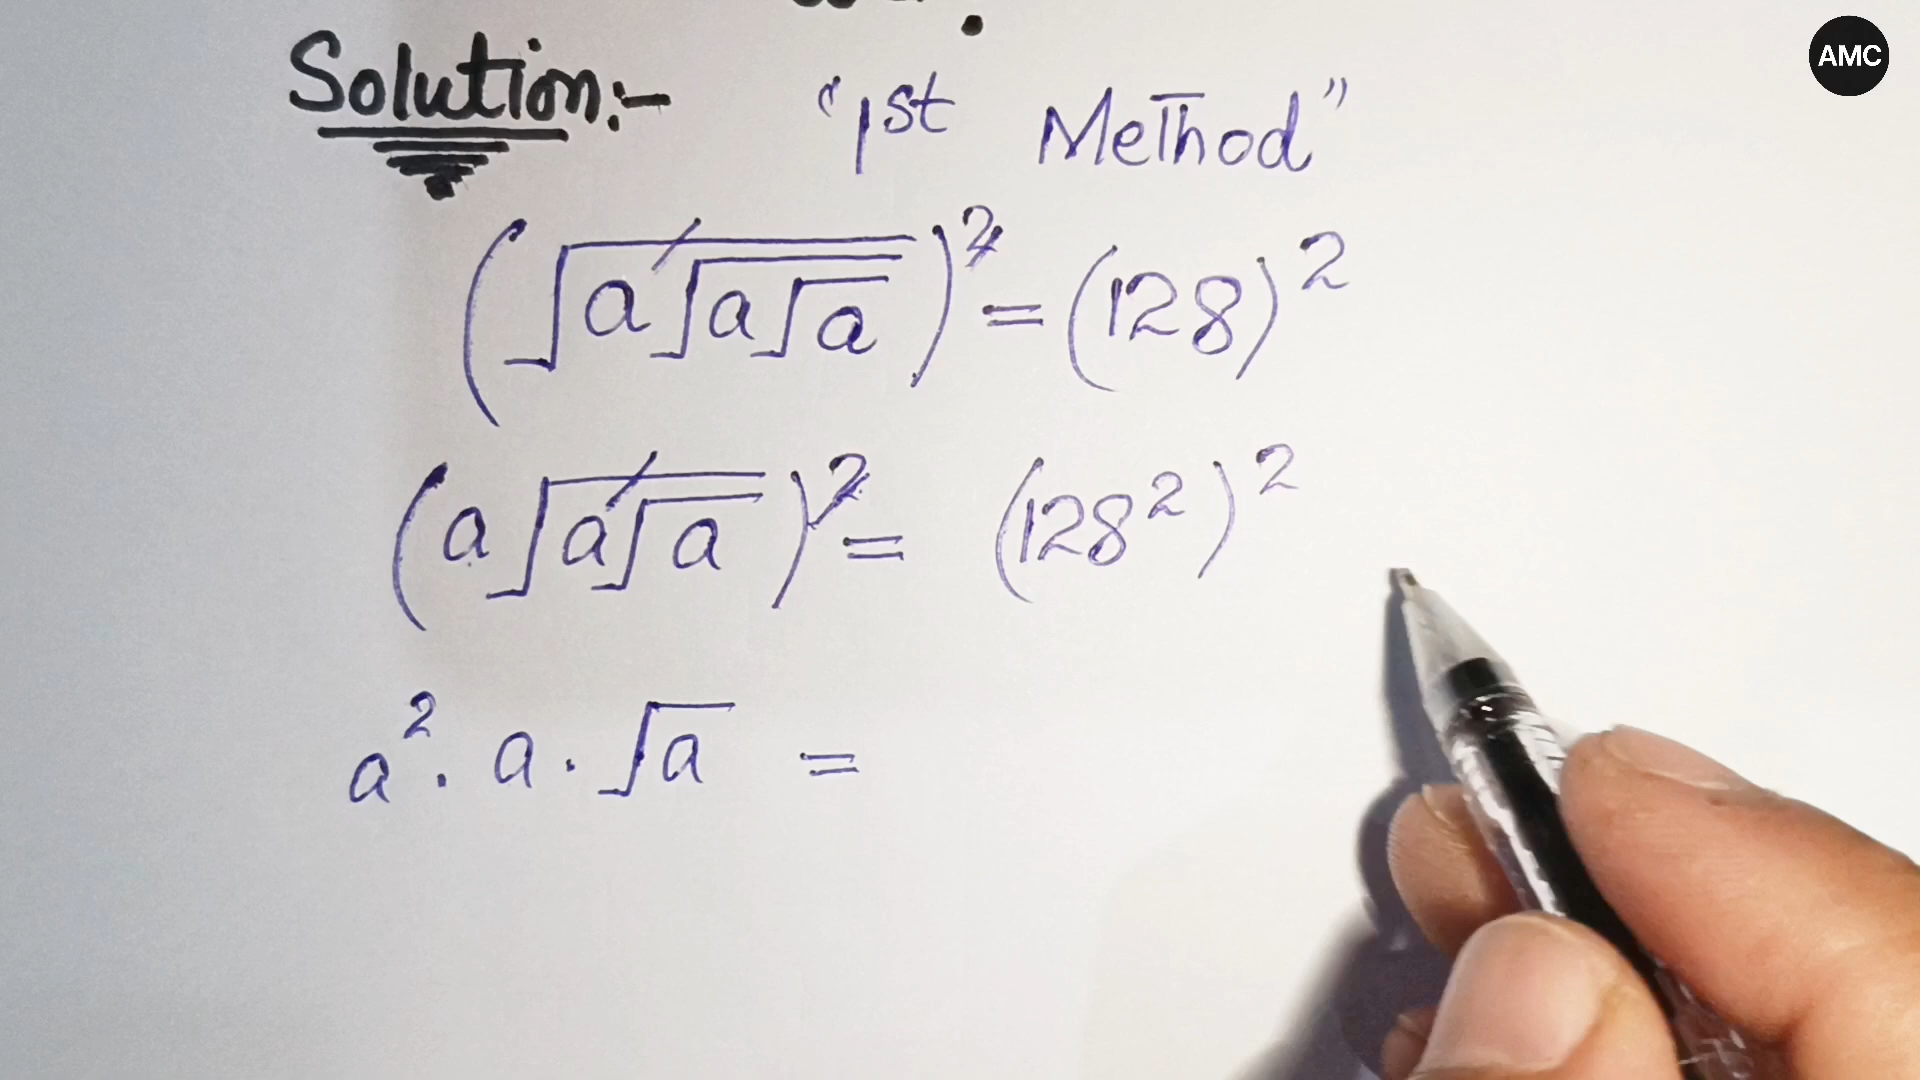 AMC
Solution:-
"1st Method"
(√(a√(a√a)))² = (128)²
(a√(a√a))² = (128²)²
a² . a . √a =